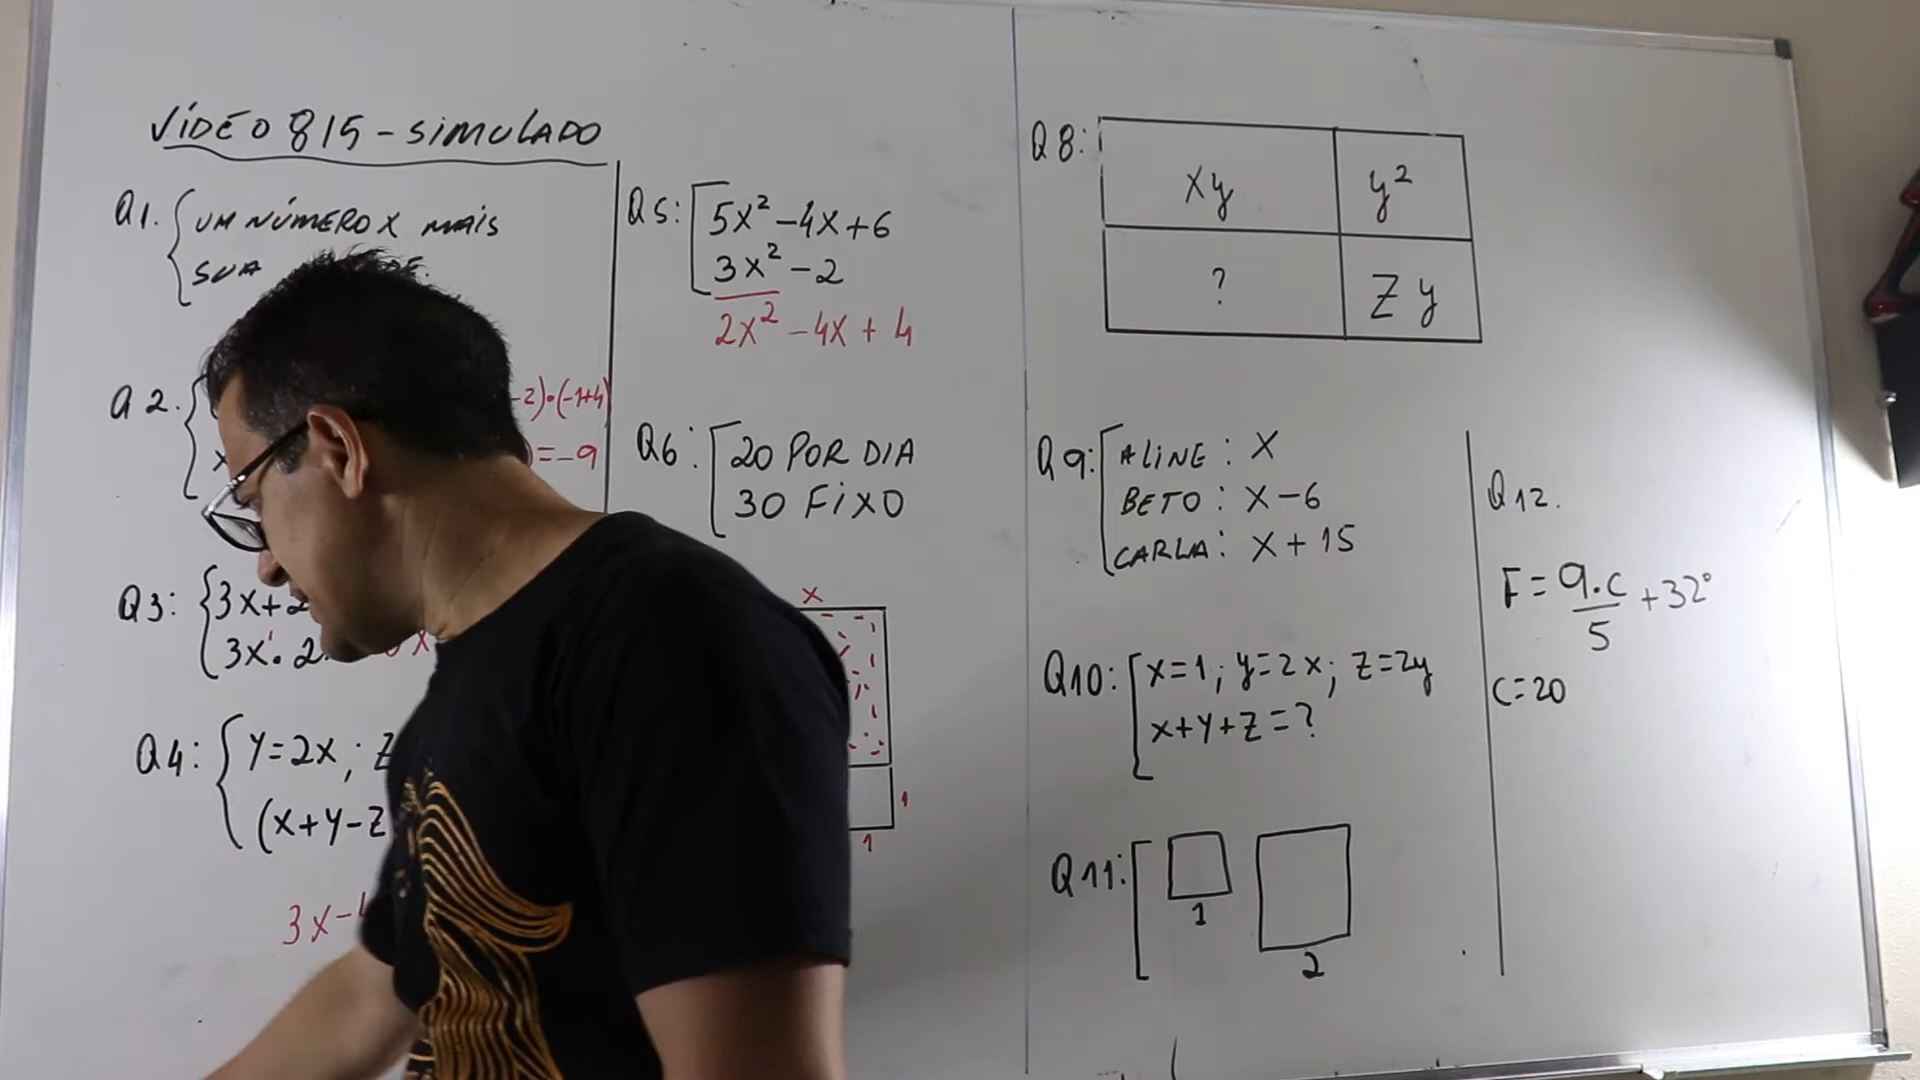 VÍDEO 815 - SIMULADO
Q1. UM NÚMERO X MAIS
SUA
Q2. -2)·(-1+4)
=-9
Q3: 3x+2
3x·2 x
Q4: Y=2x; Z
(x+y-z
3x-4
Q5: 5x²-4x+6
3x²-2
2x²-4x+4
Q6: 20 POR DIA
30 FIXO
x
1
1
Q8: xy y²
? zy
Q9: ALINE: X
BETO: X-6
CARLA: X+15
Q10: x=1; y=2x; z=2y
x+y+z=?
Q11:
1
2
Q12.
F=9·C/5+32°
C=20